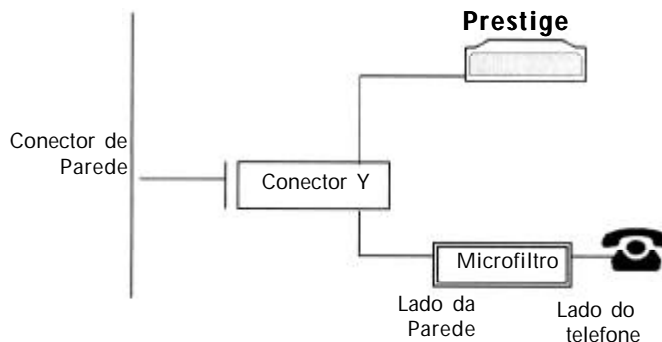 Prestige
Conector de
Parede
Conector Y
Microfiltro
Lado da
Parede
Lado do
telefone